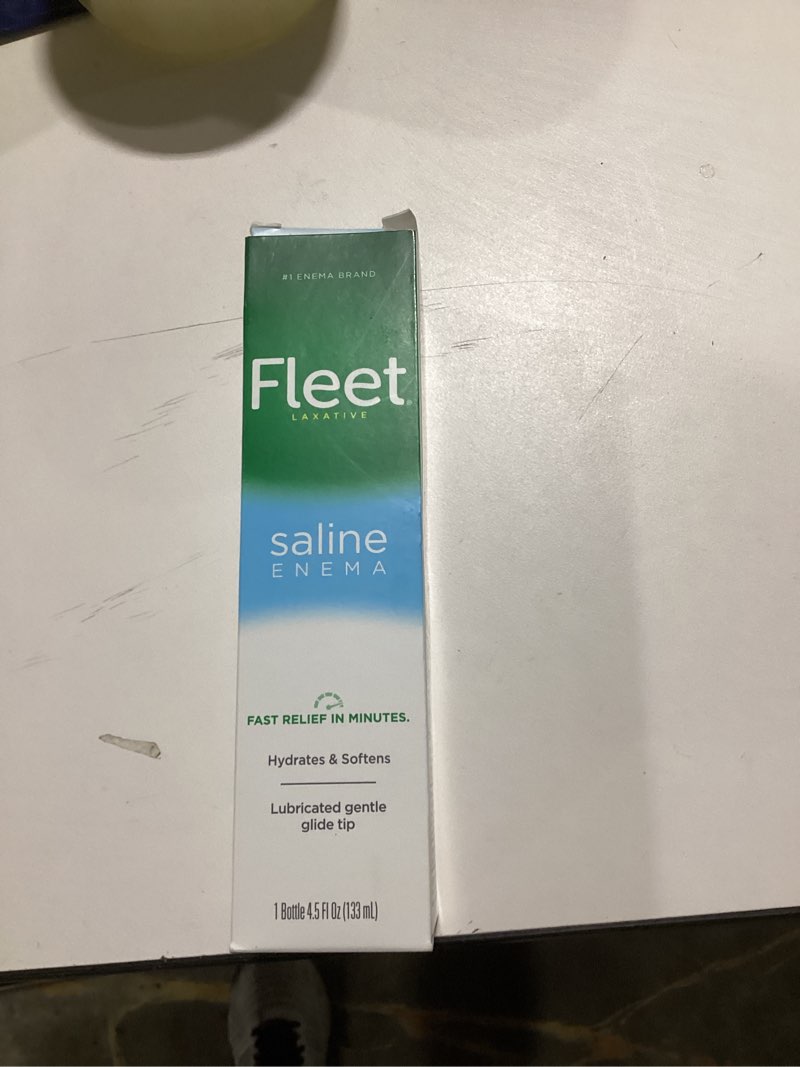 #1 ENEMA BRAND
Fleet®
LAXATIVE
saline
ENEMA
FAST RELIEF IN MINUTES.
Hydrates & Softens
Lubricated gentle
glide tip
1 Bottle 4.5 Fl Oz (133 mL)